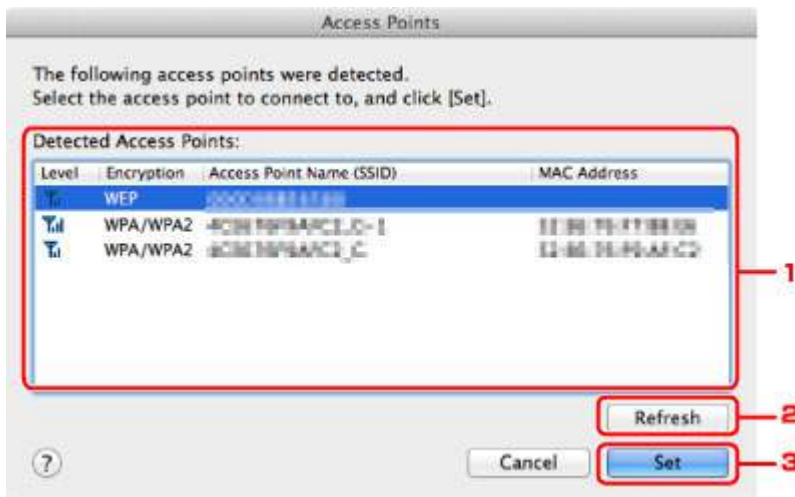 Access Points
The following access points were detected.
Select the access point to connect to, and click [Set].
Detected Access Points:
Level Encryption Access Point Name (SSID) MAC Address
WEP
WPA/WPA2
WPA/WPA2
1
Refresh
2
?
Cancel
Set
3